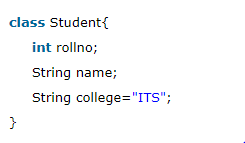 class Student{
int rollno;
String name;
String college="ITS";
}